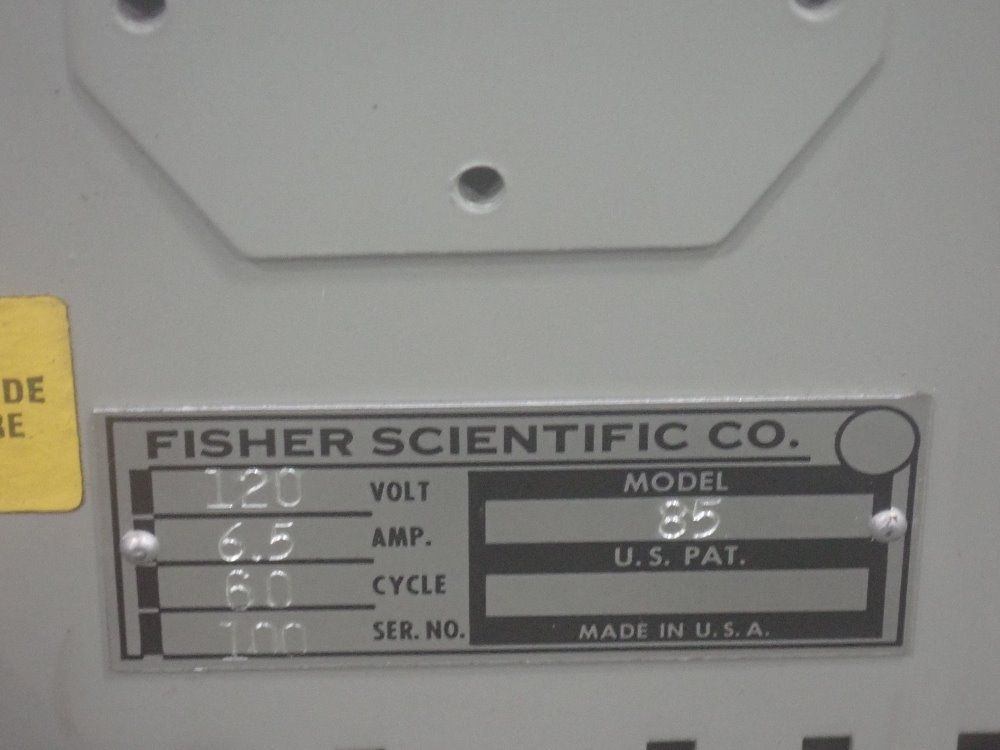 DE
BE
FISHER SCIENTIFIC CO.
120 VOLT
6.5 AMP.
60 CYCLE
100 SER. NO.
MODEL
85
U.S. PAT.
MADE IN U.S.A.